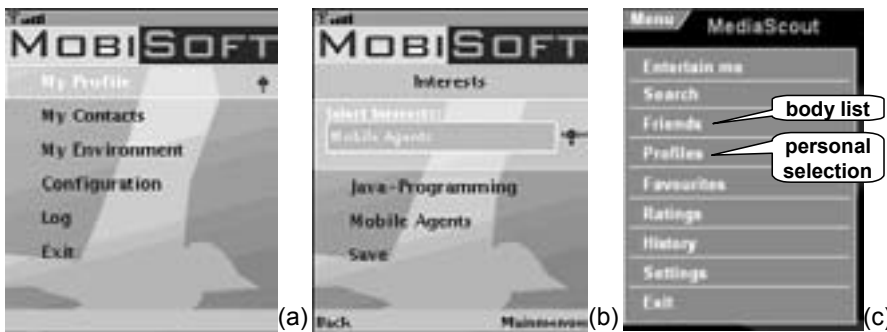 MOBISOFT
My Profile
My Contacts
My Environment
Configuration
Log
Exit
(a)
MOBISOFT
Interests
Select Interests:
Mobile Agents
Java-Programming
Mobile Agents
Save
Back
(b)
Menu
MediaScout
Entertain me
Search
Friends
body list
Profiles
personal
selection
Favourites
Ratings
History
Settings
Exit
(c)